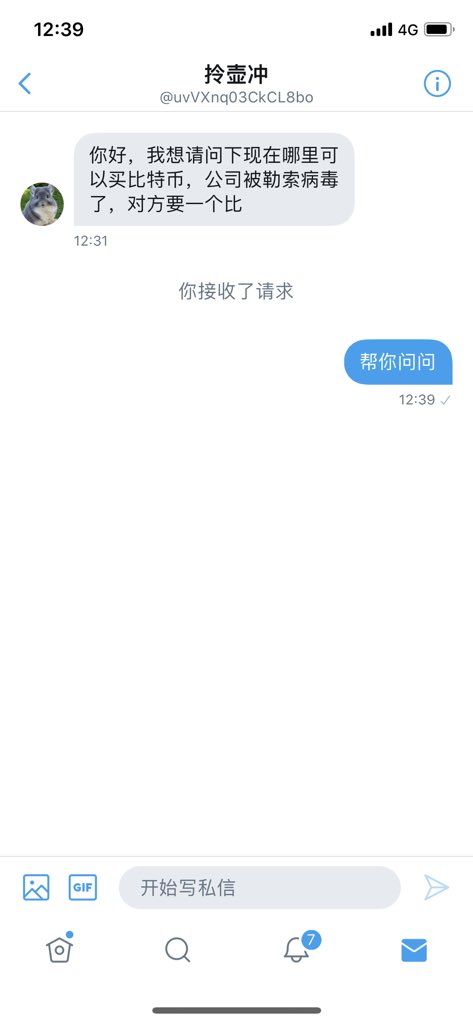 12:39
4G
拎壶冲
@uvVXnq03CkCL8bo
你好，我想请问下现在哪里可
以买比特币，公司被勒索病毒
了，对方要一个比
12:31
你接收了请求
帮你问问
12:39
GIF
开始写私信
7